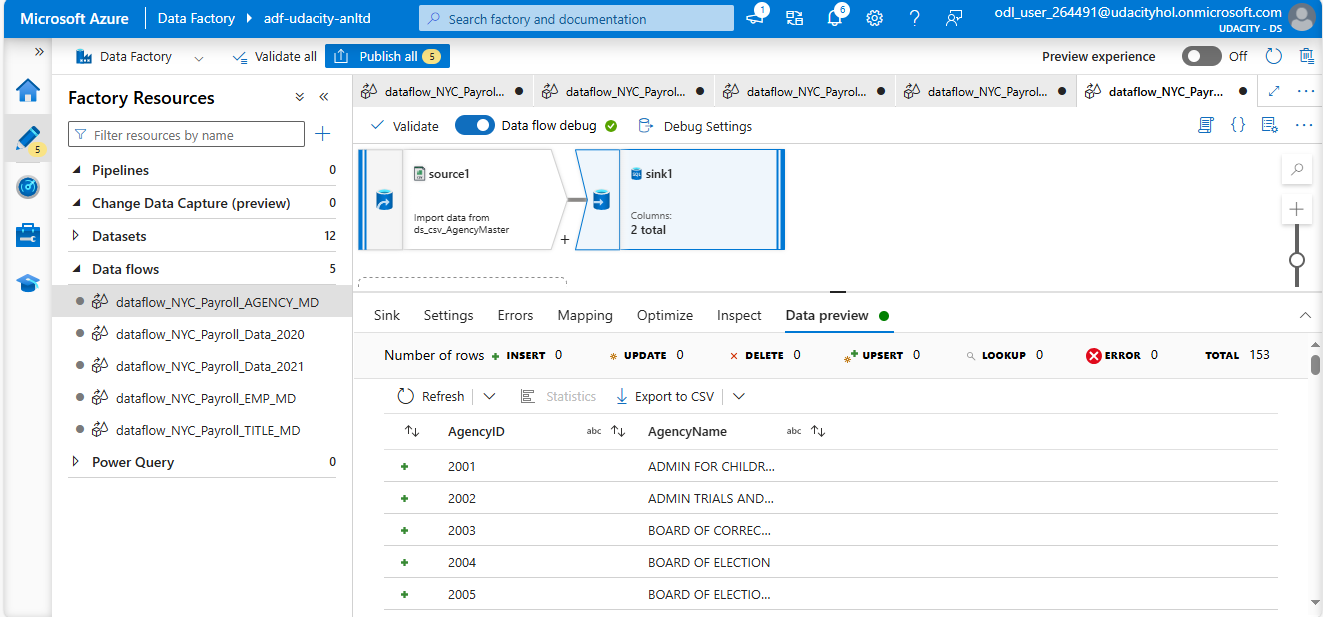 Microsoft Azure Data Factory adf-udacity-anltd Search factory and documentation 1 6 odl_user_264491@udacityhol.onmicrosoft.com
UDACITY - DS
Data Factory Validate all Publish all 5 Preview experience Off
5
Factory Resources
Filter resources by name
Pipelines 0
Change Data Capture (preview) 0
Datasets 12
Data flows 5
dataflow_NYC_Payroll_AGENCY_MD
dataflow_NYC_Payroll_Data_2020
dataflow_NYC_Payroll_Data_2021
dataflow_NYC_Payroll_EMP_MD
dataflow_NYC_Payroll_TITLE_MD
Power Query 0
dataflow_NYC_Payrol... dataflow_NYC_Payrol... dataflow_NYC_Payrol... dataflow_NYC_Payrol... dataflow_NYC_Payr...
Validate Data flow debug Debug Settings
source1
Import data from
ds_csv_AgencyMaster
sink1
Columns:
2 total
Sink Settings Errors Mapping Optimize Inspect Data preview
Number of rows INSERT 0 UPDATE 0 DELETE 0 UPSERT 0 LOOKUP 0 ERROR 0 TOTAL 153
Refresh Statistics Export to CSV
AgencyID abc AgencyName abc
2001 ADMIN FOR CHILDR...
2002 ADMIN TRIALS AND...
2003 BOARD OF CORREC...
2004 BOARD OF ELECTION
2005 BOARD OF ELECTIO...